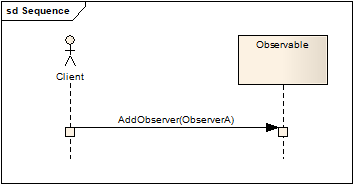 sd Sequence
Client
Observable
AddObserver(ObserverA)